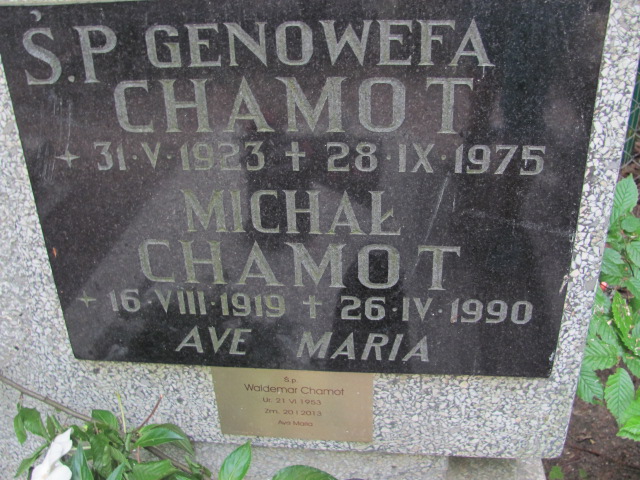 Ś.P GENOWEFA
CHAMOT
✦ 31·V·1923 ✝ 28·IX·1975
MICHAŁ
CHAMOT
✦ 16·VIII·1919 ✝ 26·IV·1990
AVE MARIA
Ś.p.
Waldemar Chamot
Ur. 21 VI 1953
zm. 20 I 2013
Ave Maria